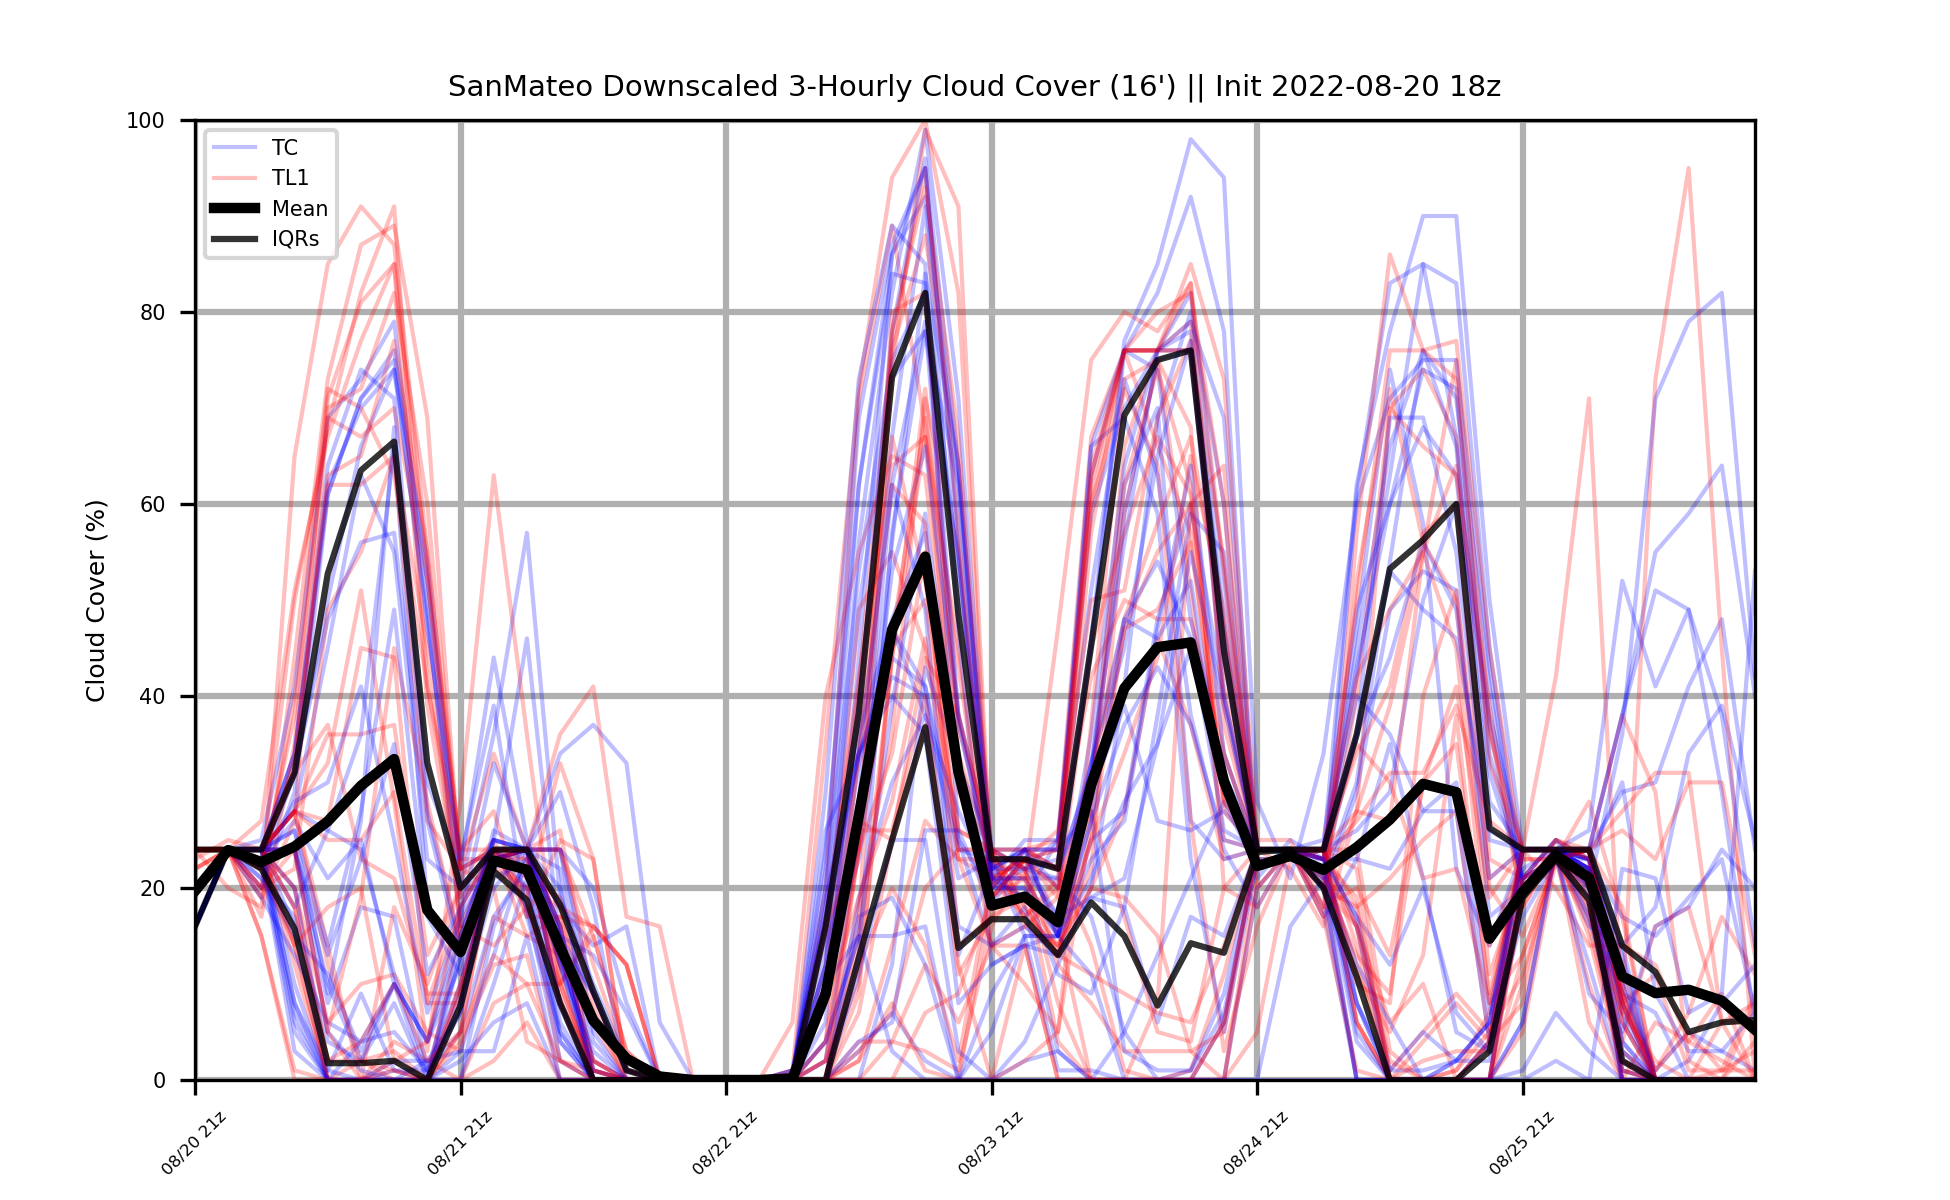 SanMateo Downscaled 3-Hourly Cloud Cover (16') || Init 2022-08-20 18z
TC
TL1
Mean
IQRs
Cloud Cover (%)
100
80
60
40
20
0
08/20 21z
08/21 21z
08/22 21z
08/23 21z
08/24 21z
08/25 21z